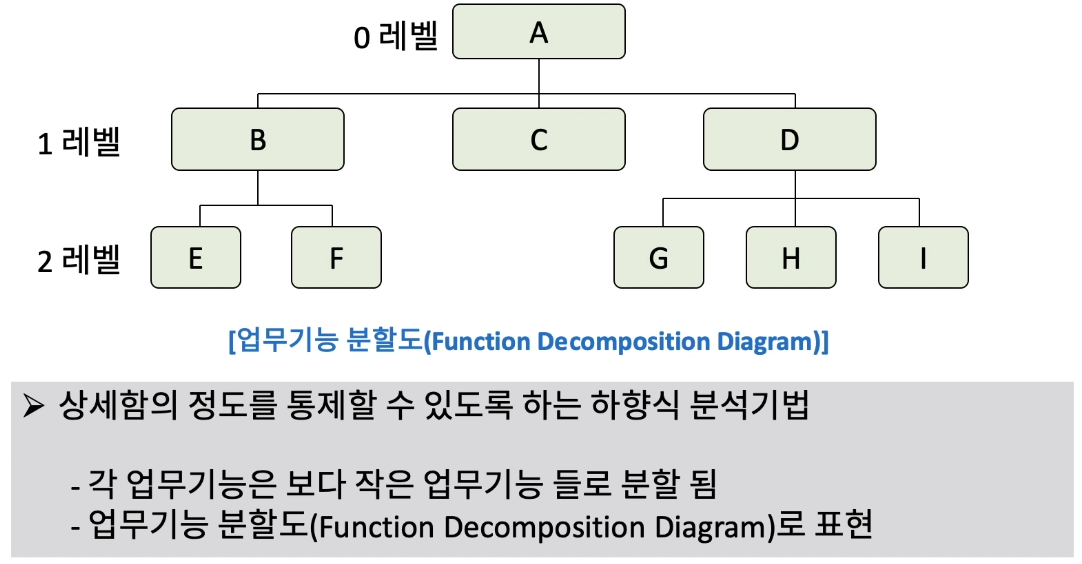 0 레벨
A
1 레벨
B
C
D
2 레벨
E
F
G
H
I
[업무기능 분할도(Function Decomposition Diagram)]
➢ 상세함의 정도를 통제할 수 있도록 하는 하향식 분석기법
- 각 업무기능은 보다 작은 업무기능 들로 분할 됨
- 업무기능 분할도(Function Decomposition Diagram)로 표현